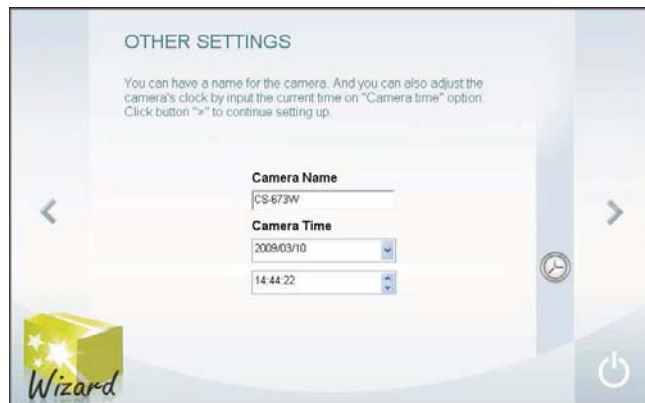 OTHER SETTINGS
You can have a name for the camera. And you can also adjust the
camera's clock by input the current time on "Camera time" option.
Click button ">" to continue setting up.
Camera Name
CS-673W
Camera Time
2009/03/10
14:44:22
Wizard